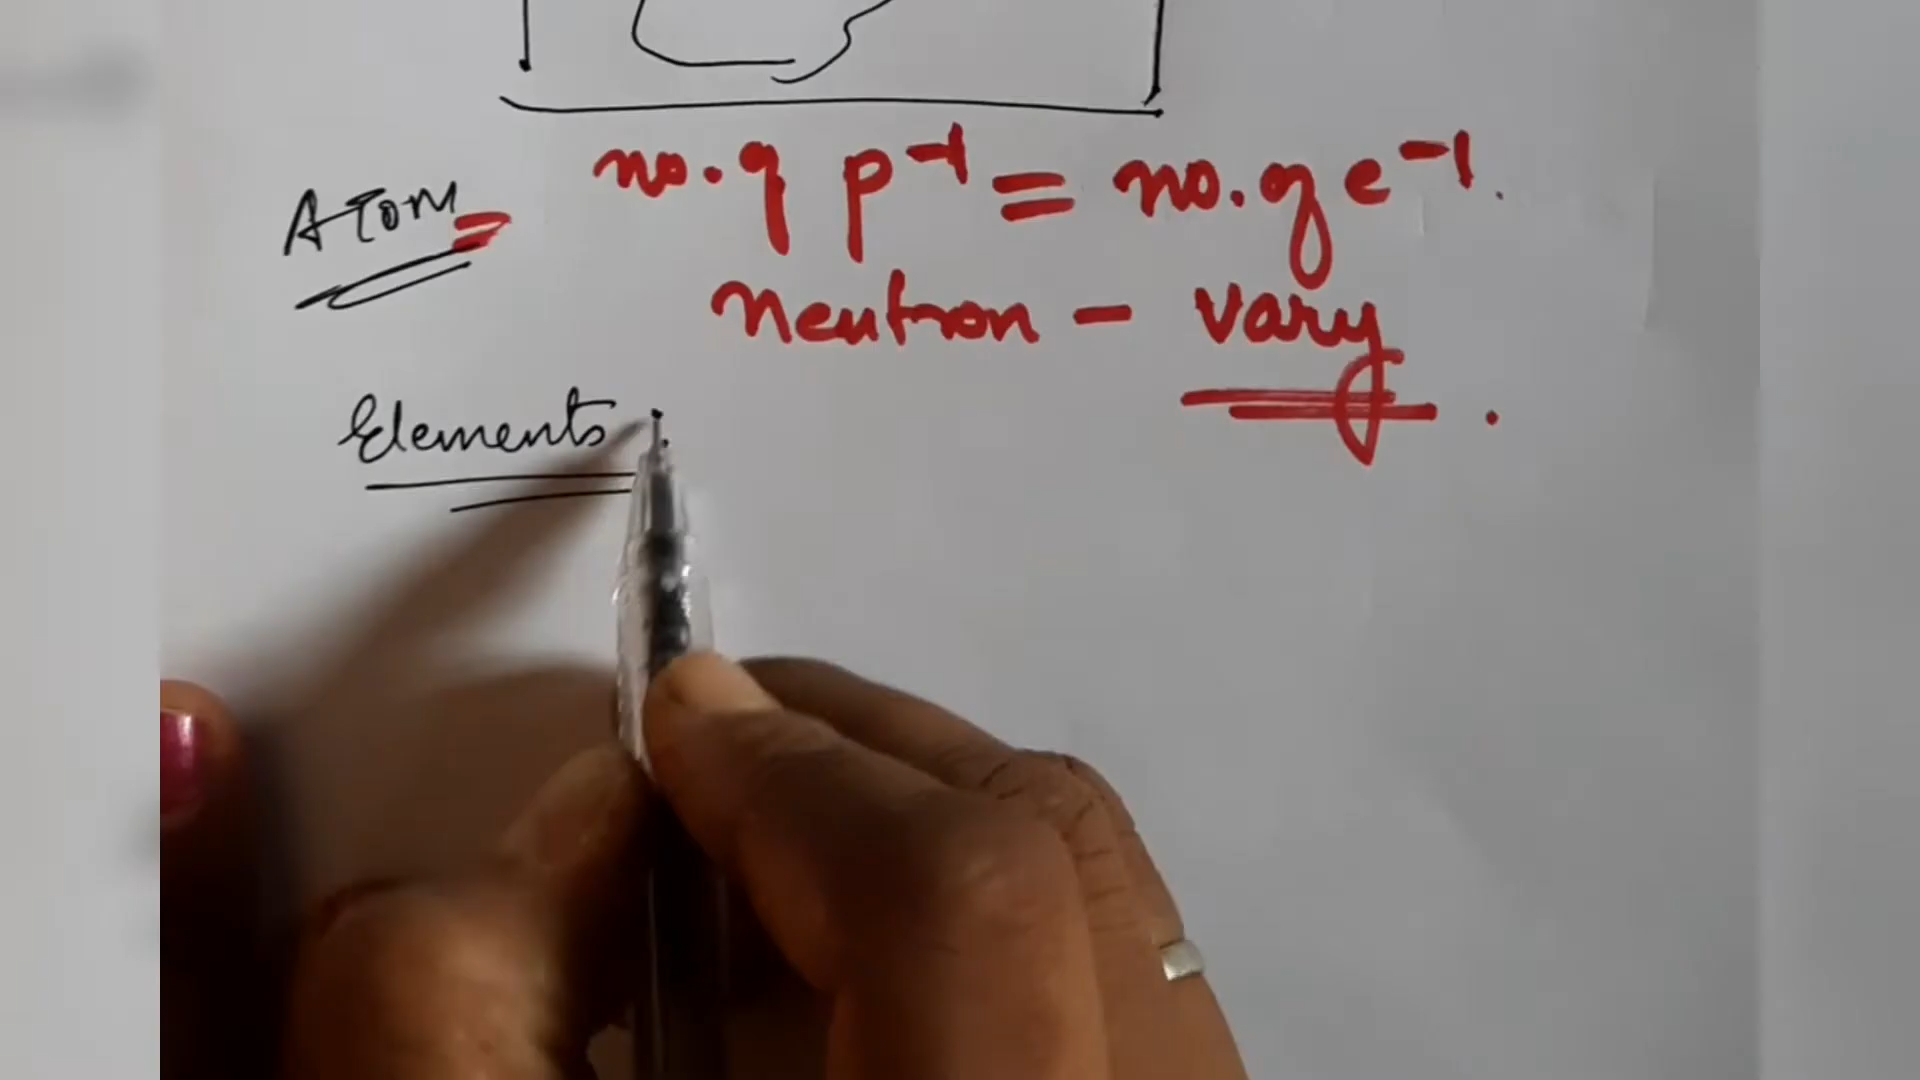 Atom = no. of p⁻¹ = no. of e⁻¹.
Neutron - vary
Elements :